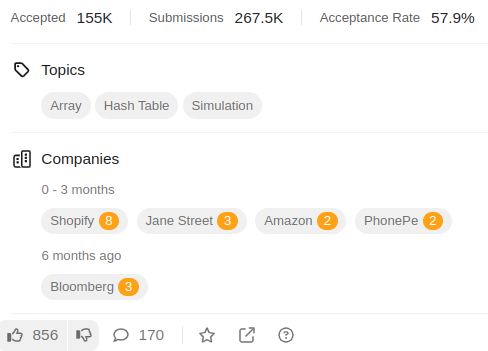 Accepted 155K Submissions 267.5K Acceptance Rate 57.9%
Topics
Array Hash Table Simulation
Companies
0 - 3 months
Shopify 8 Jane Street 3 Amazon 2 PhonePe 2
6 months ago
Bloomberg 3
856 170